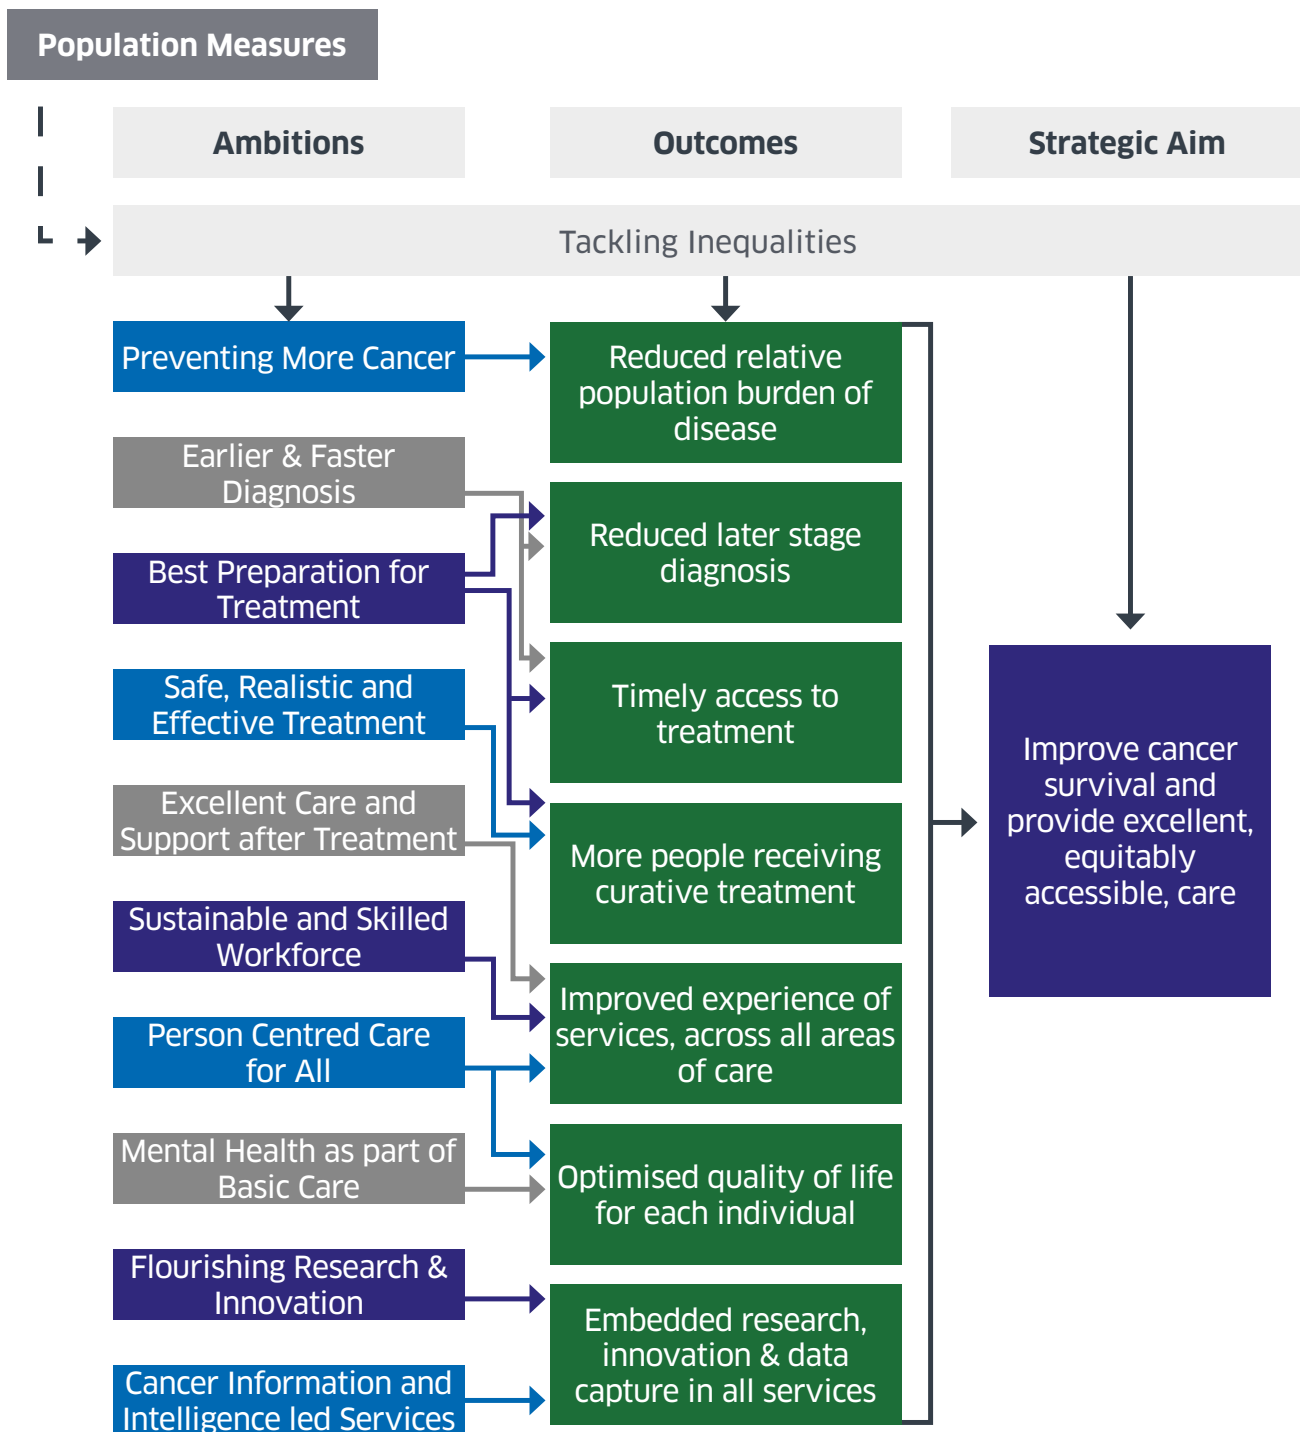 Population Measures
Ambitions
Outcomes
Strategic Aim
Tackling Inequalities
Preventing More Cancer
Earlier & Faster
Diagnosis
Best Preparation for
Treatment
Safe, Realistic and
Effective Treatment
Excellent Care and
Support after Treatment
Sustainable and Skilled
Workforce
Person Centred Care
for All
Mental Health as part of
Basic Care
Flourishing Research &
Innovation
Cancer Information and
Intelligence led Services
Reduced relative
population burden of
disease
Reduced later stage
diagnosis
Timely access to
treatment
More people receiving
curative treatment
Improved experience of
services, across all areas
of care
Optimised quality of life
for each individual
Embedded research,
innovation & data
capture in all services
Improve cancer
survival and
provide excellent,
equitably
accessible, care